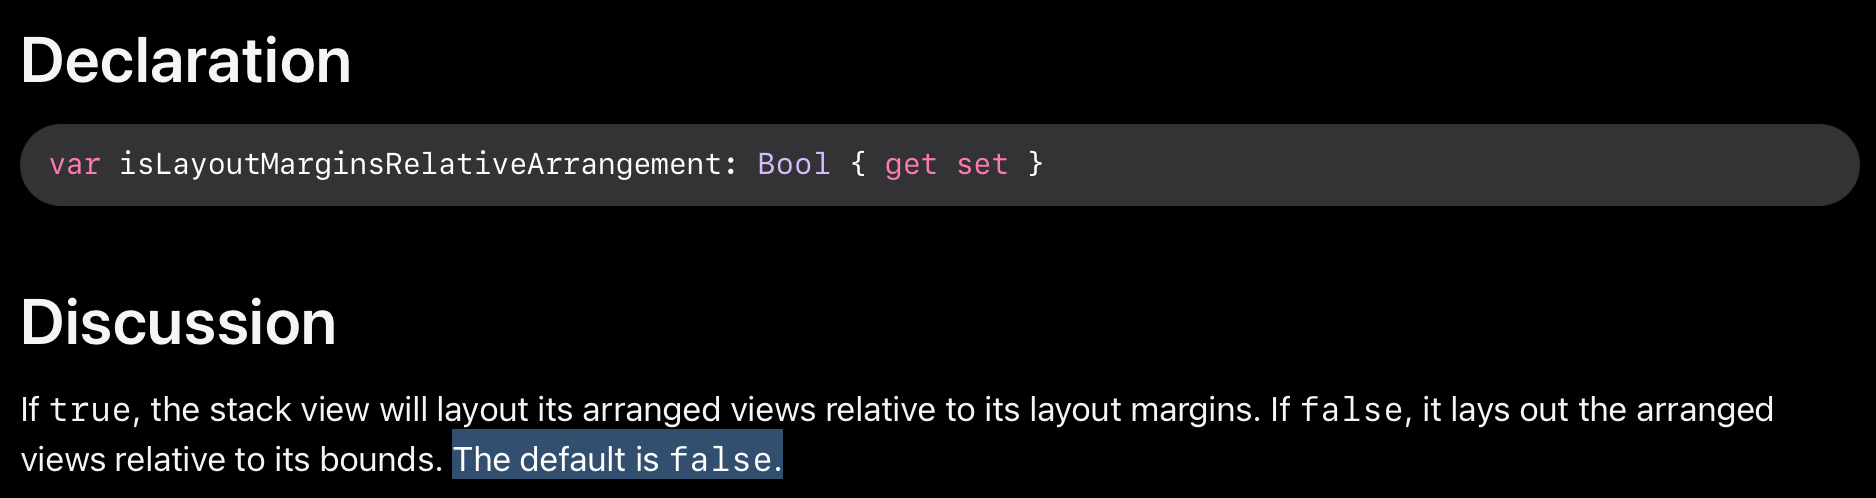 Declaration
var isLayoutMarginsRelativeArrangement: Bool { get set }
Discussion
If true, the stack view will layout its arranged views relative to its layout margins. If false, it lays out the arranged
views relative to its bounds. The default is false.